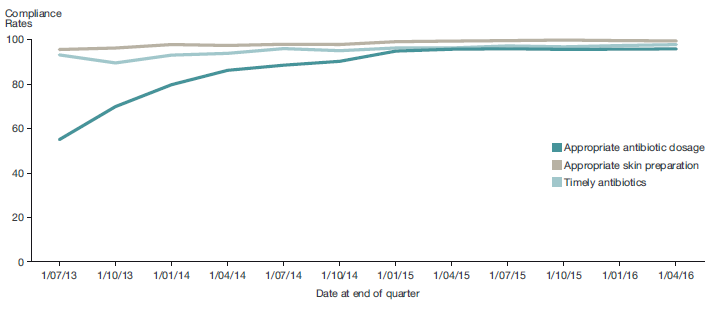 Compliance
Rates
100
80
60
40
20
0
Appropriate antibiotic dosage
Appropriate skin preparation
Timely antibiotics
1/07/13 1/10/13 1/01/14 1/04/14 1/07/14 1/10/14 1/01/15 1/04/15 1/07/15 1/10/15 1/01/16 1/04/16
Date at end of quarter